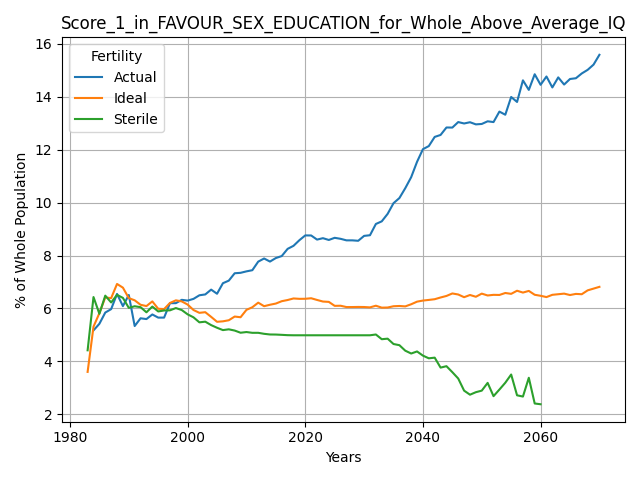 Score_1_in_FAVOUR_SEX_EDUCATION_for_Whole_Above_Average_IQ
Fertility
Actual
Ideal
Sterile
% of Whole Population
16
14
12
10
8
6
4
2
1980
2000
2020
2040
2060
Years